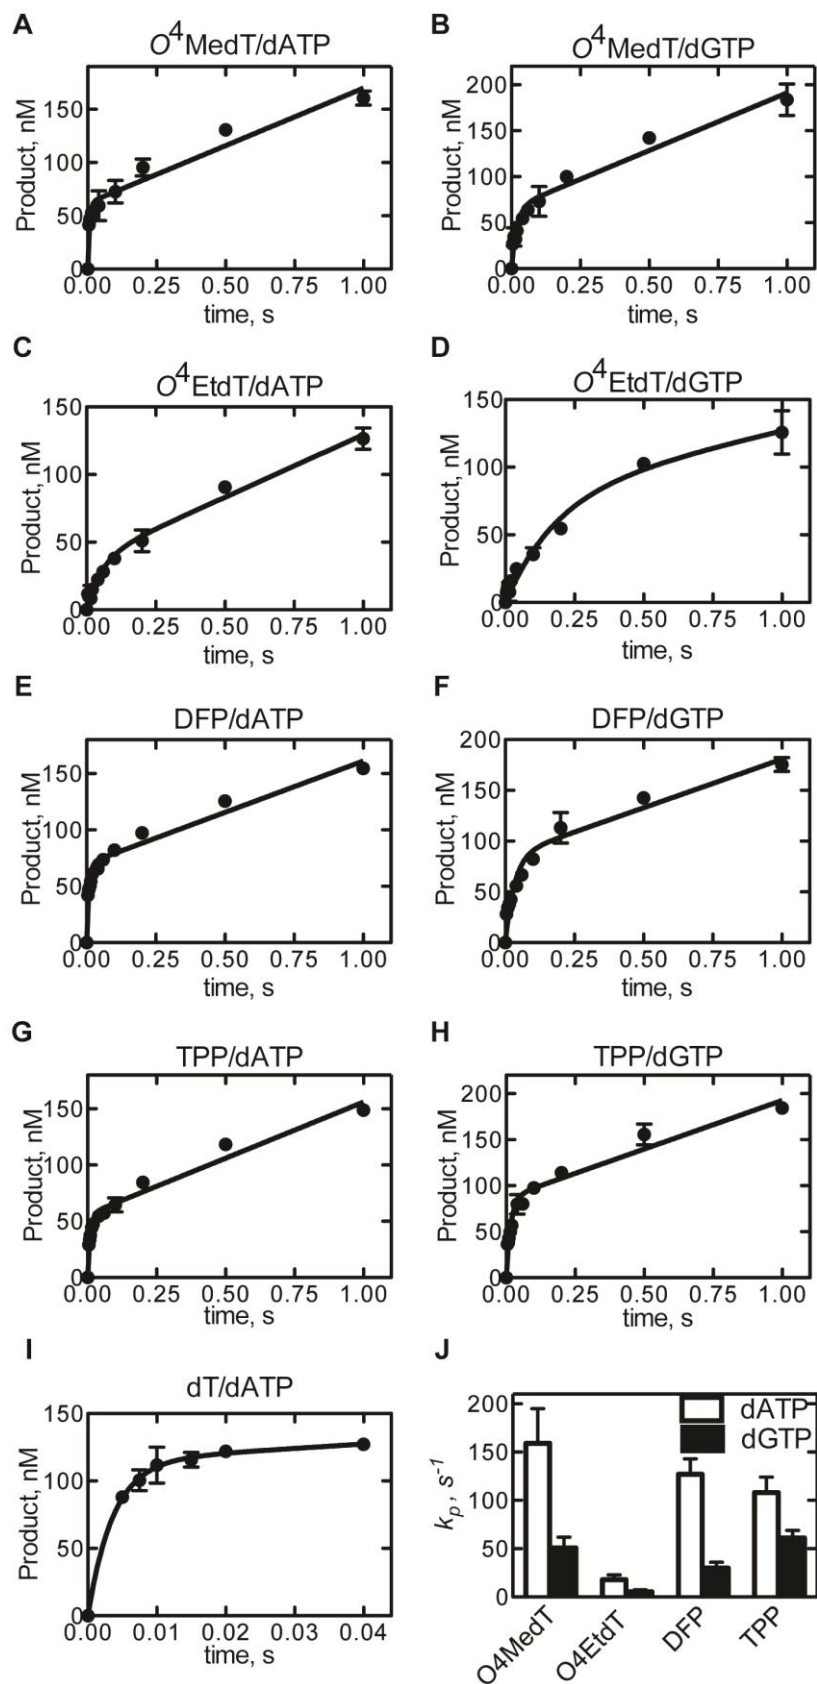 A
O⁴MedT/dATP
Product, nM
150
100
50
0
0.00 0.25 0.50 0.75 1.00
time, s
B
O⁴MedT/dGTP
Product, nM
200
150
100
50
0
0.00 0.25 0.50 0.75 1.00
time, s
C
O⁴EtdT/dATP
Product, nM
150
100
50
0
0.00 0.25 0.50 0.75 1.00
time, s
D
O⁴EtdT/dGTP
Product, nM
150
100
50
0
0.00 0.25 0.50 0.75 1.00
time, s
E
DFP/dATP
Product, nM
150
100
50
0
0.00 0.25 0.50 0.75 1.00
time, s
F
DFP/dGTP
Product, nM
200
150
100
50
0
0.00 0.25 0.50 0.75 1.00
time, s
G
TPP/dATP
Product, nM
150
100
50
0
0.00 0.25 0.50 0.75 1.00
time, s
H
TPP/dGTP
Product, nM
200
150
100
50
0
0.00 0.25 0.50 0.75 1.00
time, s
I
dT/dATP
Product, nM
150
100
50
0
0.00 0.01 0.02 0.03 0.04
time, s
J
kₚ, s⁻¹
200
150
100
50
0
dATP
dGTP
O4MedT
O4EtdT
DFP
TPP